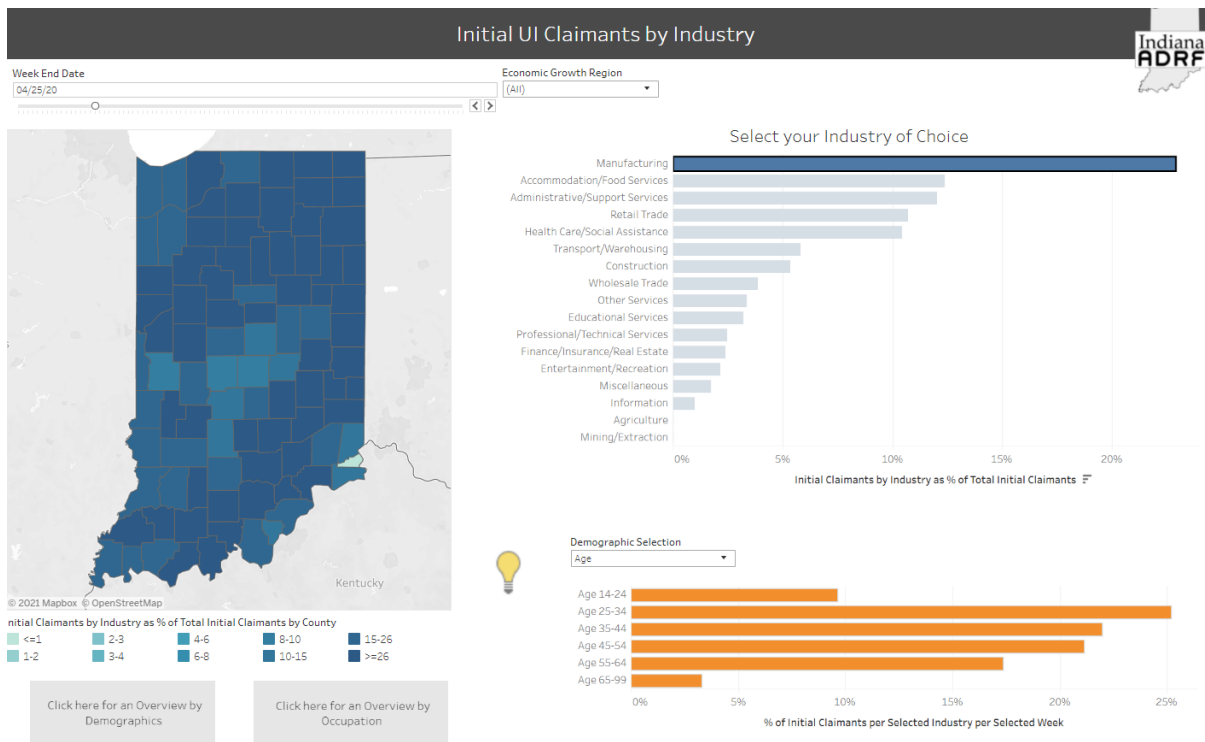 Initial UI Claimants by Industry
Indiana
ADRF
Week End Date
04/25/20
Economic Growth Region
(All)
Kentucky
© 2021 Mapbox © OpenStreetMap
nitial Claimants by Industry as % of Total Initial Claimants by County
<=1
2-3
4-6
8-10
15-26
1-2
3-4
6-8
10-15
>=26
Click here for an Overview by
Demographics
Click here for an Overview by
Occupation
Select your Industry of Choice
Manufacturing
Accommodation/Food Services
Administrative/Support Services
Retail Trade
Health Care/Social Assistance
Transport/Warehousing
Construction
Wholesale Trade
Other Services
Educational Services
Professional/Technical Services
Finance/Insurance/Real Estate
Entertainment/Recreation
Miscellaneous
Information
Agriculture
Mining/Extraction
0% 5% 10% 15% 20%
Initial Claimants by Industry as % of Total Initial Claimants
Demographic Selection
Age
Age 14-24
Age 25-34
Age 35-44
Age 45-54
Age 55-64
Age 65-99
0% 5% 10% 15% 20% 25%
% of Initial Claimants per Selected Industry per Selected Week